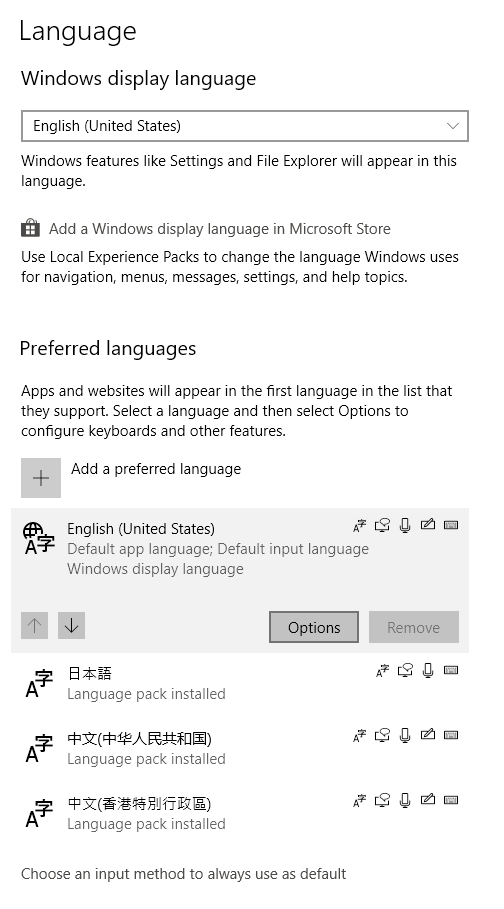 Language
Windows display language
English (United States)
Windows features like Settings and File Explorer will appear in this
language.
Add a Windows display language in Microsoft Store
Use Local Experience Packs to change the language Windows uses
for navigation, menus, messages, settings, and help topics.
Preferred languages
Apps and websites will appear in the first language in the list that
they support. Select a language and then select Options to
configure keyboards and other features.
Add a preferred language
English (United States)
Default app language; Default input language
Windows display language
Options
Remove
日本語
Language pack installed
中文(中华人民共和国)
Language pack installed
中文(香港特別行政區)
Language pack installed
Choose an input method to always use as default